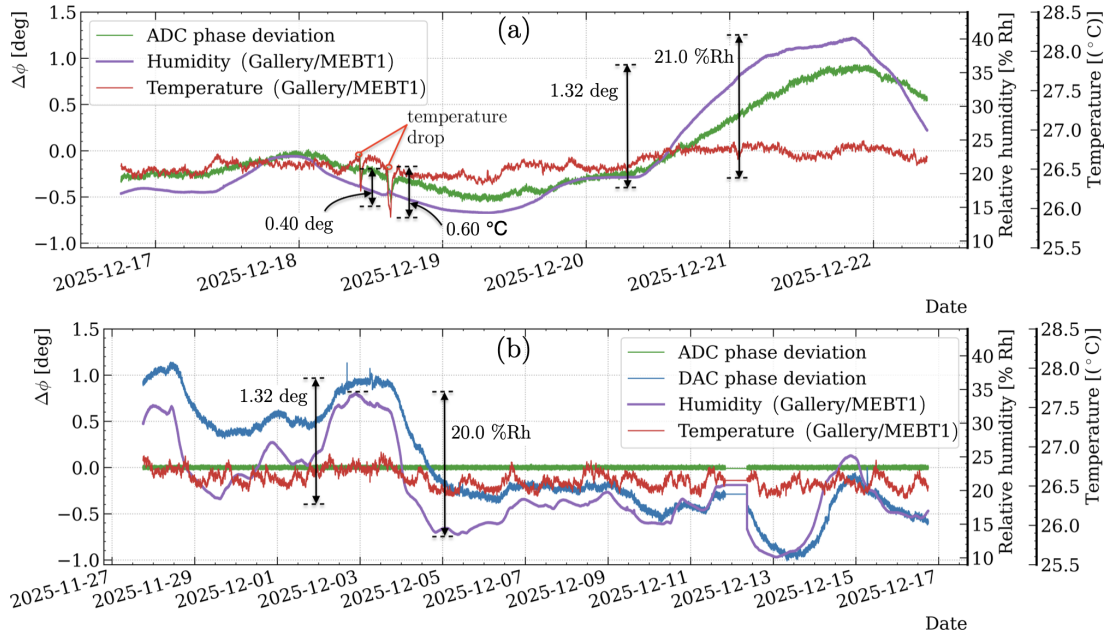 (a)
1.5
1.0
0.5
0.0
−0.5
−1.0
Δϕ [deg]
ADC phase deviation
Humidity (Gallery/MEBT1)
Temperature (Gallery/MEBT1)
temperature
drop
0.40 deg
0.60 °C
1.32 deg
21.0 %Rh
40
35
30
25
20
15
10
Relative humidity [% Rh]
28.5
28.0
27.5
27.0
26.5
26.0
25.5
Temperature [(°C)]
2025-12-17
2025-12-18
2025-12-19
2025-12-20
2025-12-21
2025-12-22
Date
(b)
1.5
1.0
0.5
0.0
−0.5
−1.0
Δϕ [deg]
ADC phase deviation
DAC phase deviation
Humidity (Gallery/MEBT1)
Temperature (Gallery/MEBT1)
1.32 deg
20.0 %Rh
40
35
30
25
20
15
10
Relative humidity [% Rh]
28.5
28.0
27.5
27.0
26.5
26.0
25.5
Temperature [(°C)]
2025-11-27
2025-11-29
2025-12-01
2025-12-03
2025-12-05
2025-12-07
2025-12-09
2025-12-11
2025-12-13
2025-12-15
2025-12-17
Date